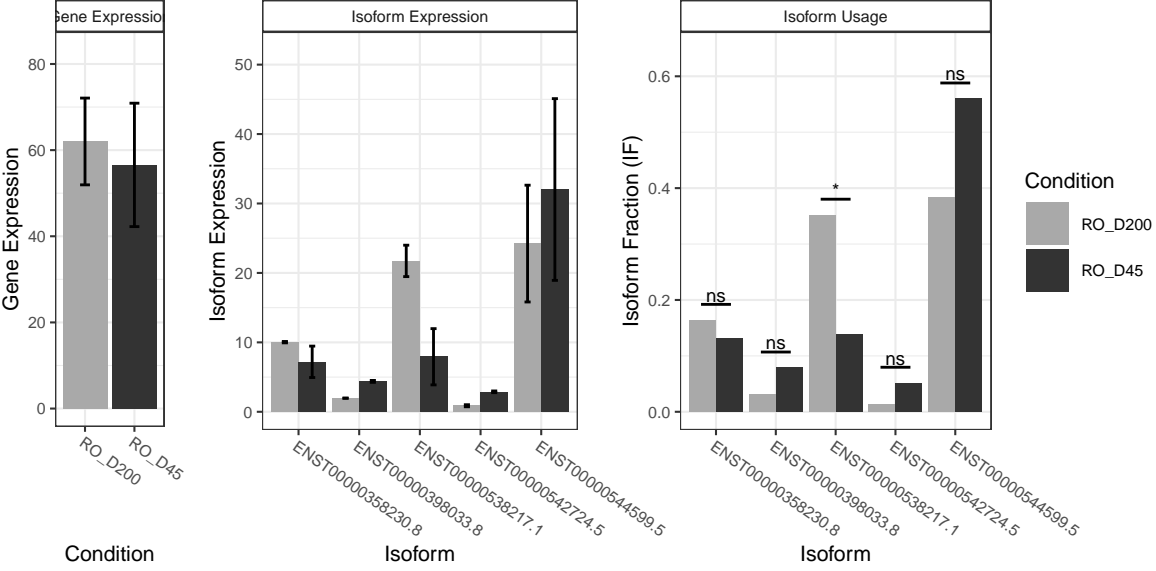 Gene Expression
Isoform Expression
Isoform Usage
Gene Expression
80
60
40
20
0
RO_D200
RO_D45
Condition
Isoform Expression
50
40
30
20
10
0
ENST00000358230.8
ENST00000398033.8
ENST00000538217.1
ENST00000542724.5
ENST00000544599.5
Isoform
Isoform Fraction (IF)
0.6
0.4
0.2
0.0
ns
ns
*
ns
ns
ENST00000358230.8
ENST00000398033.8
ENST00000538217.1
ENST00000542724.5
ENST00000544599.5
Isoform
Condition
RO_D200
RO_D45